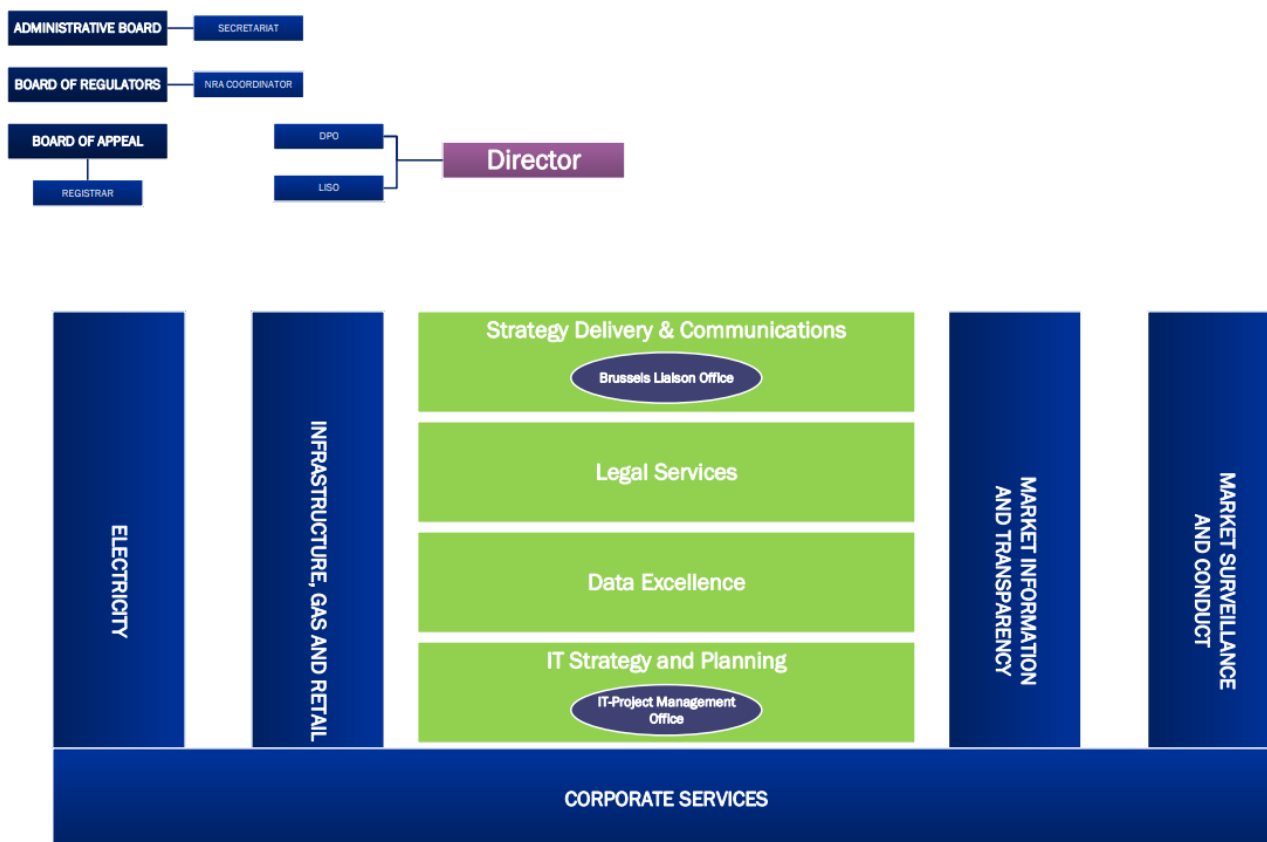 ADMINISTRATIVE BOARD
SECRETARIAT
BOARD OF REGULATORS
NRA COORDINATOR
BOARD OF APPEAL
REGISTRAR
DPO
LISO
Director
ELECTRICITY
INFRASTRUCTURE, GAS AND RETAIL
Strategy Delivery & Communications
Brussels Liaison Office
Legal Services
Data Excellence
IT Strategy and Planning
IT-Project Management
Office
MARKET INFORMATION
AND TRANSPARENCY
MARKET SURVEILLANCE
AND CONDUCT
CORPORATE SERVICES